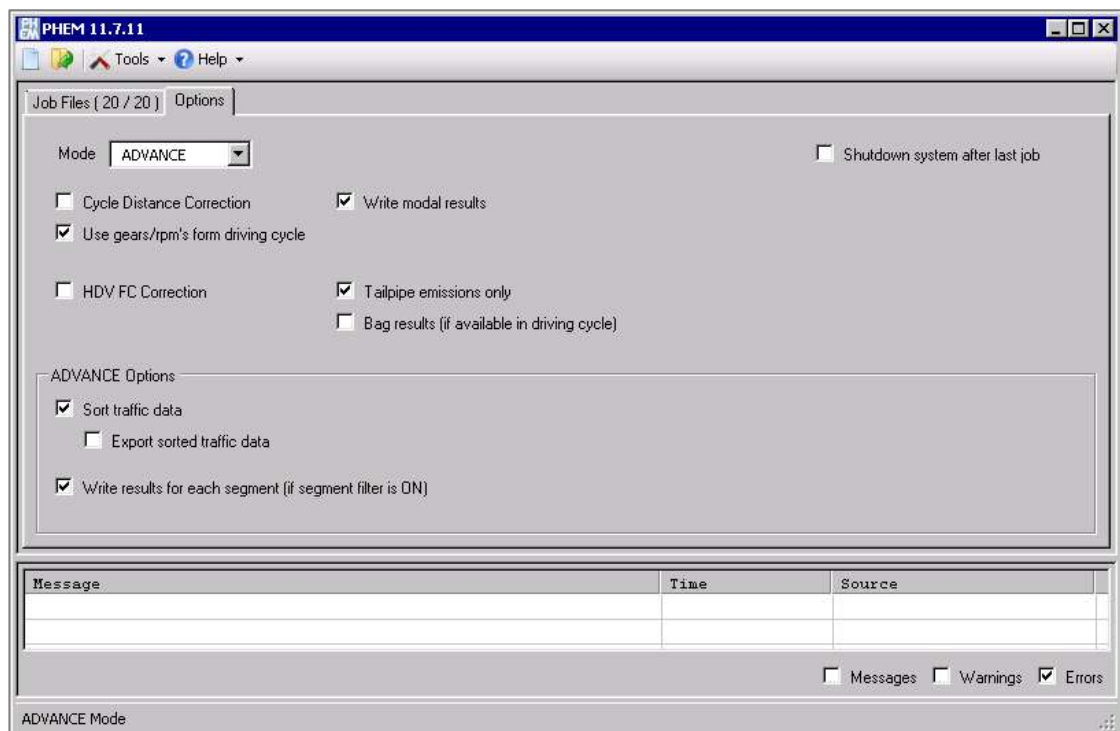 PHEM 11.7.11
Tools Help
Job Files ( 20 / 20 ) Options
Mode ADVANCE Shutdown system after last job
Cycle Distance Correction Write modal results
Use gears/rpm's form driving cycle
HDV FC Correction Tailpipe emissions only
Bag results (if available in driving cycle)
ADVANCE Options
Sort traffic data
Export sorted traffic data
Write results for each segment (if segment filter is ON)
Message Time Source
Messages Warnings Errors
ADVANCE Mode